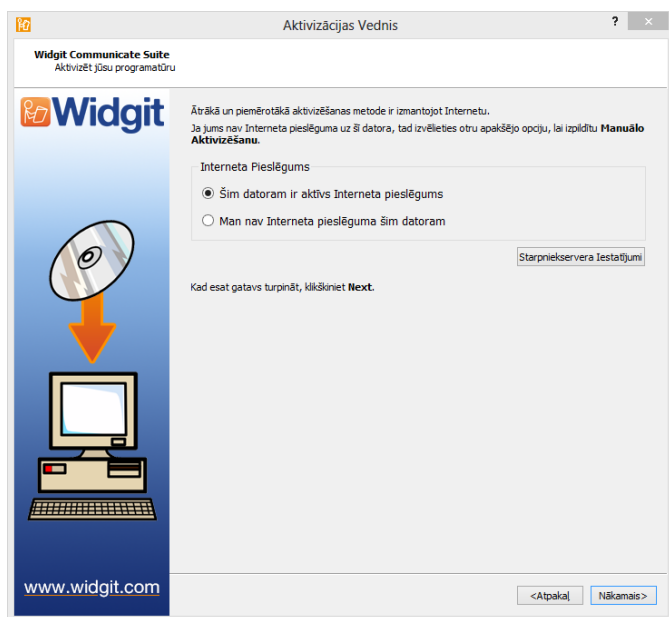 Aktivizācijas Vednis
?
Widgit Communicate Suite
Aktivizēt jūsu programatūru
Widgit
Ātrākā un piemērotākā aktivizēšanas metode ir izmantojot Internetu.
Ja jums nav Interneta pieslēguma uz šī datora, tad izvēlieties otru apakšējo opciju, lai izpildītu Manuālo
Aktivizēšanu.
Interneta Pieslēgums
Šim datoram ir aktīvs Interneta pieslēgums
Man nav Interneta pieslēguma šim datoram
Starpniekservera Iestatījumi
Kad esat gatavs turpināt, klikškiniet Next.
www.widgit.com
<Atpakaļ
Nākamais>